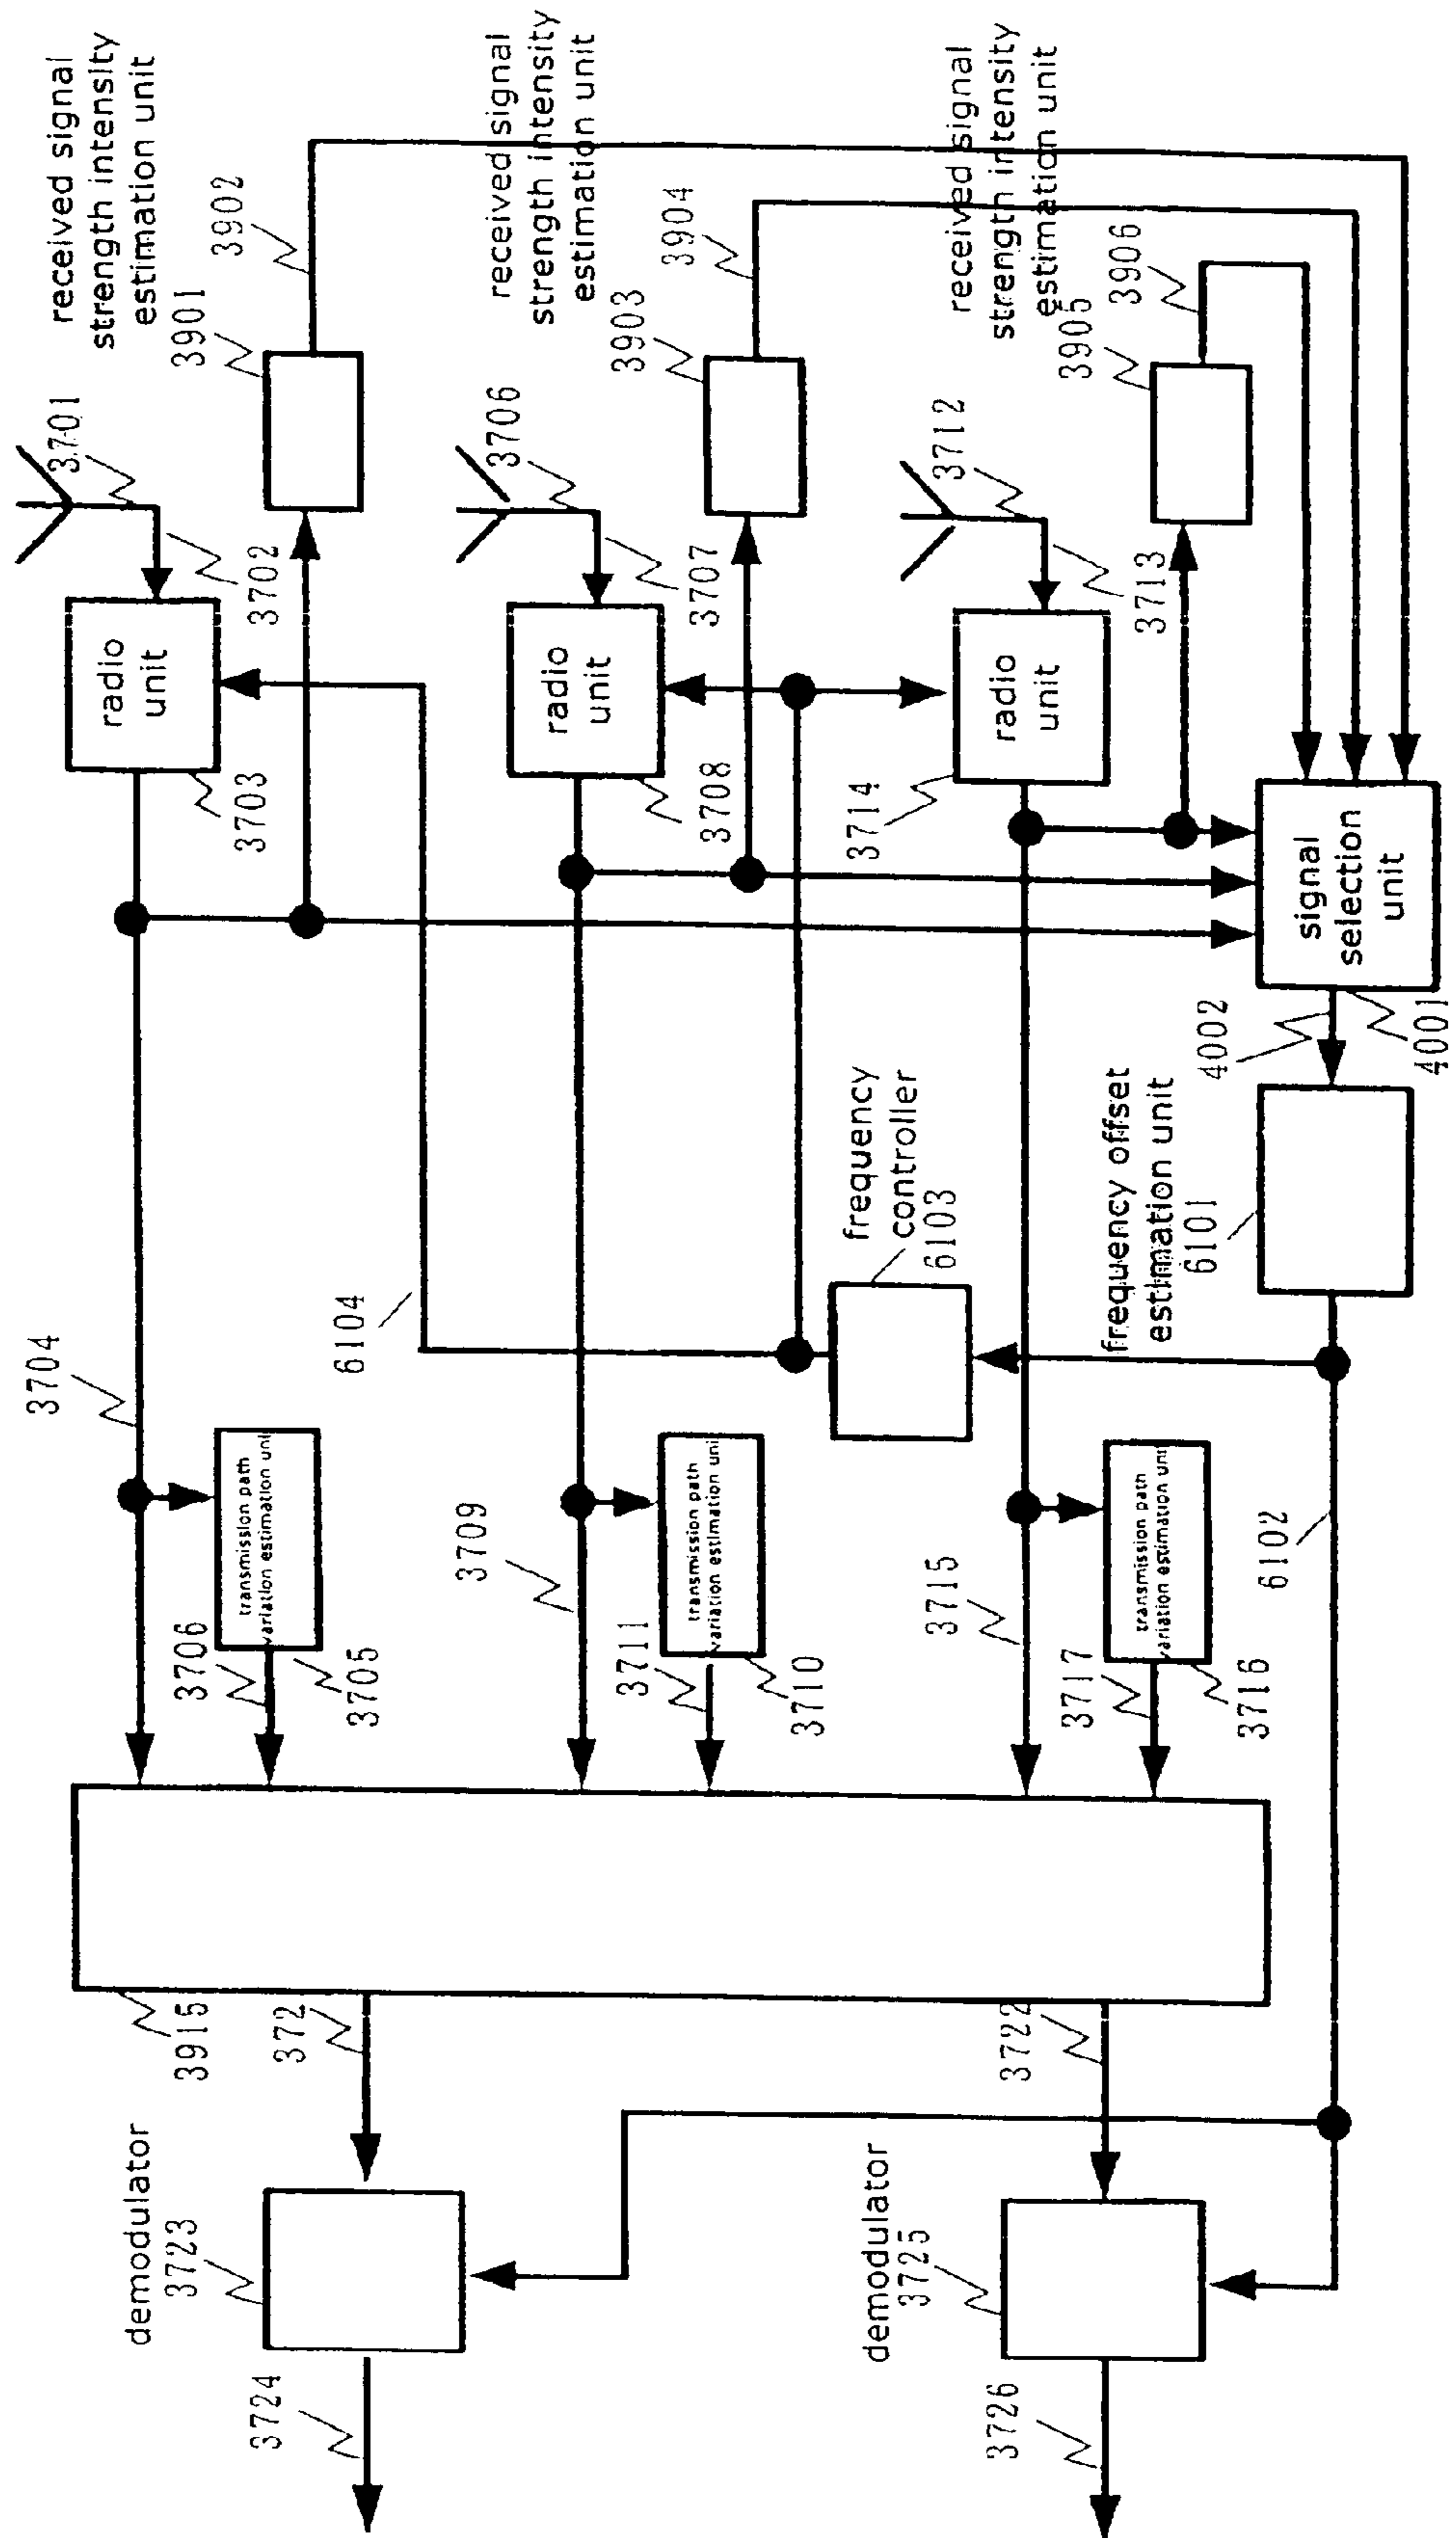 received signal
strength intensity
estimation unit
3901
3902
3701
3702
radio
unit
3703
3704
transmission path
variation estimation unit
3706
3705
received signal
strength intensity
estimation unit
3903
3904
3706
3707
radio
unit
3708
3709
transmission path
variation estimation unit
3711
3710
received signal
strength intensity
estimation unit
3905
3906
3712
3713
radio
unit
3714
3715
transmission path
variation estimation unit
3717
3716
signal
selection
unit
4001
4002
frequency offset
estimation unit
6101
6102
frequency
controller
6103
6104
3915
372
3722
demodulator
3723
3724
demodulator
3725
3726